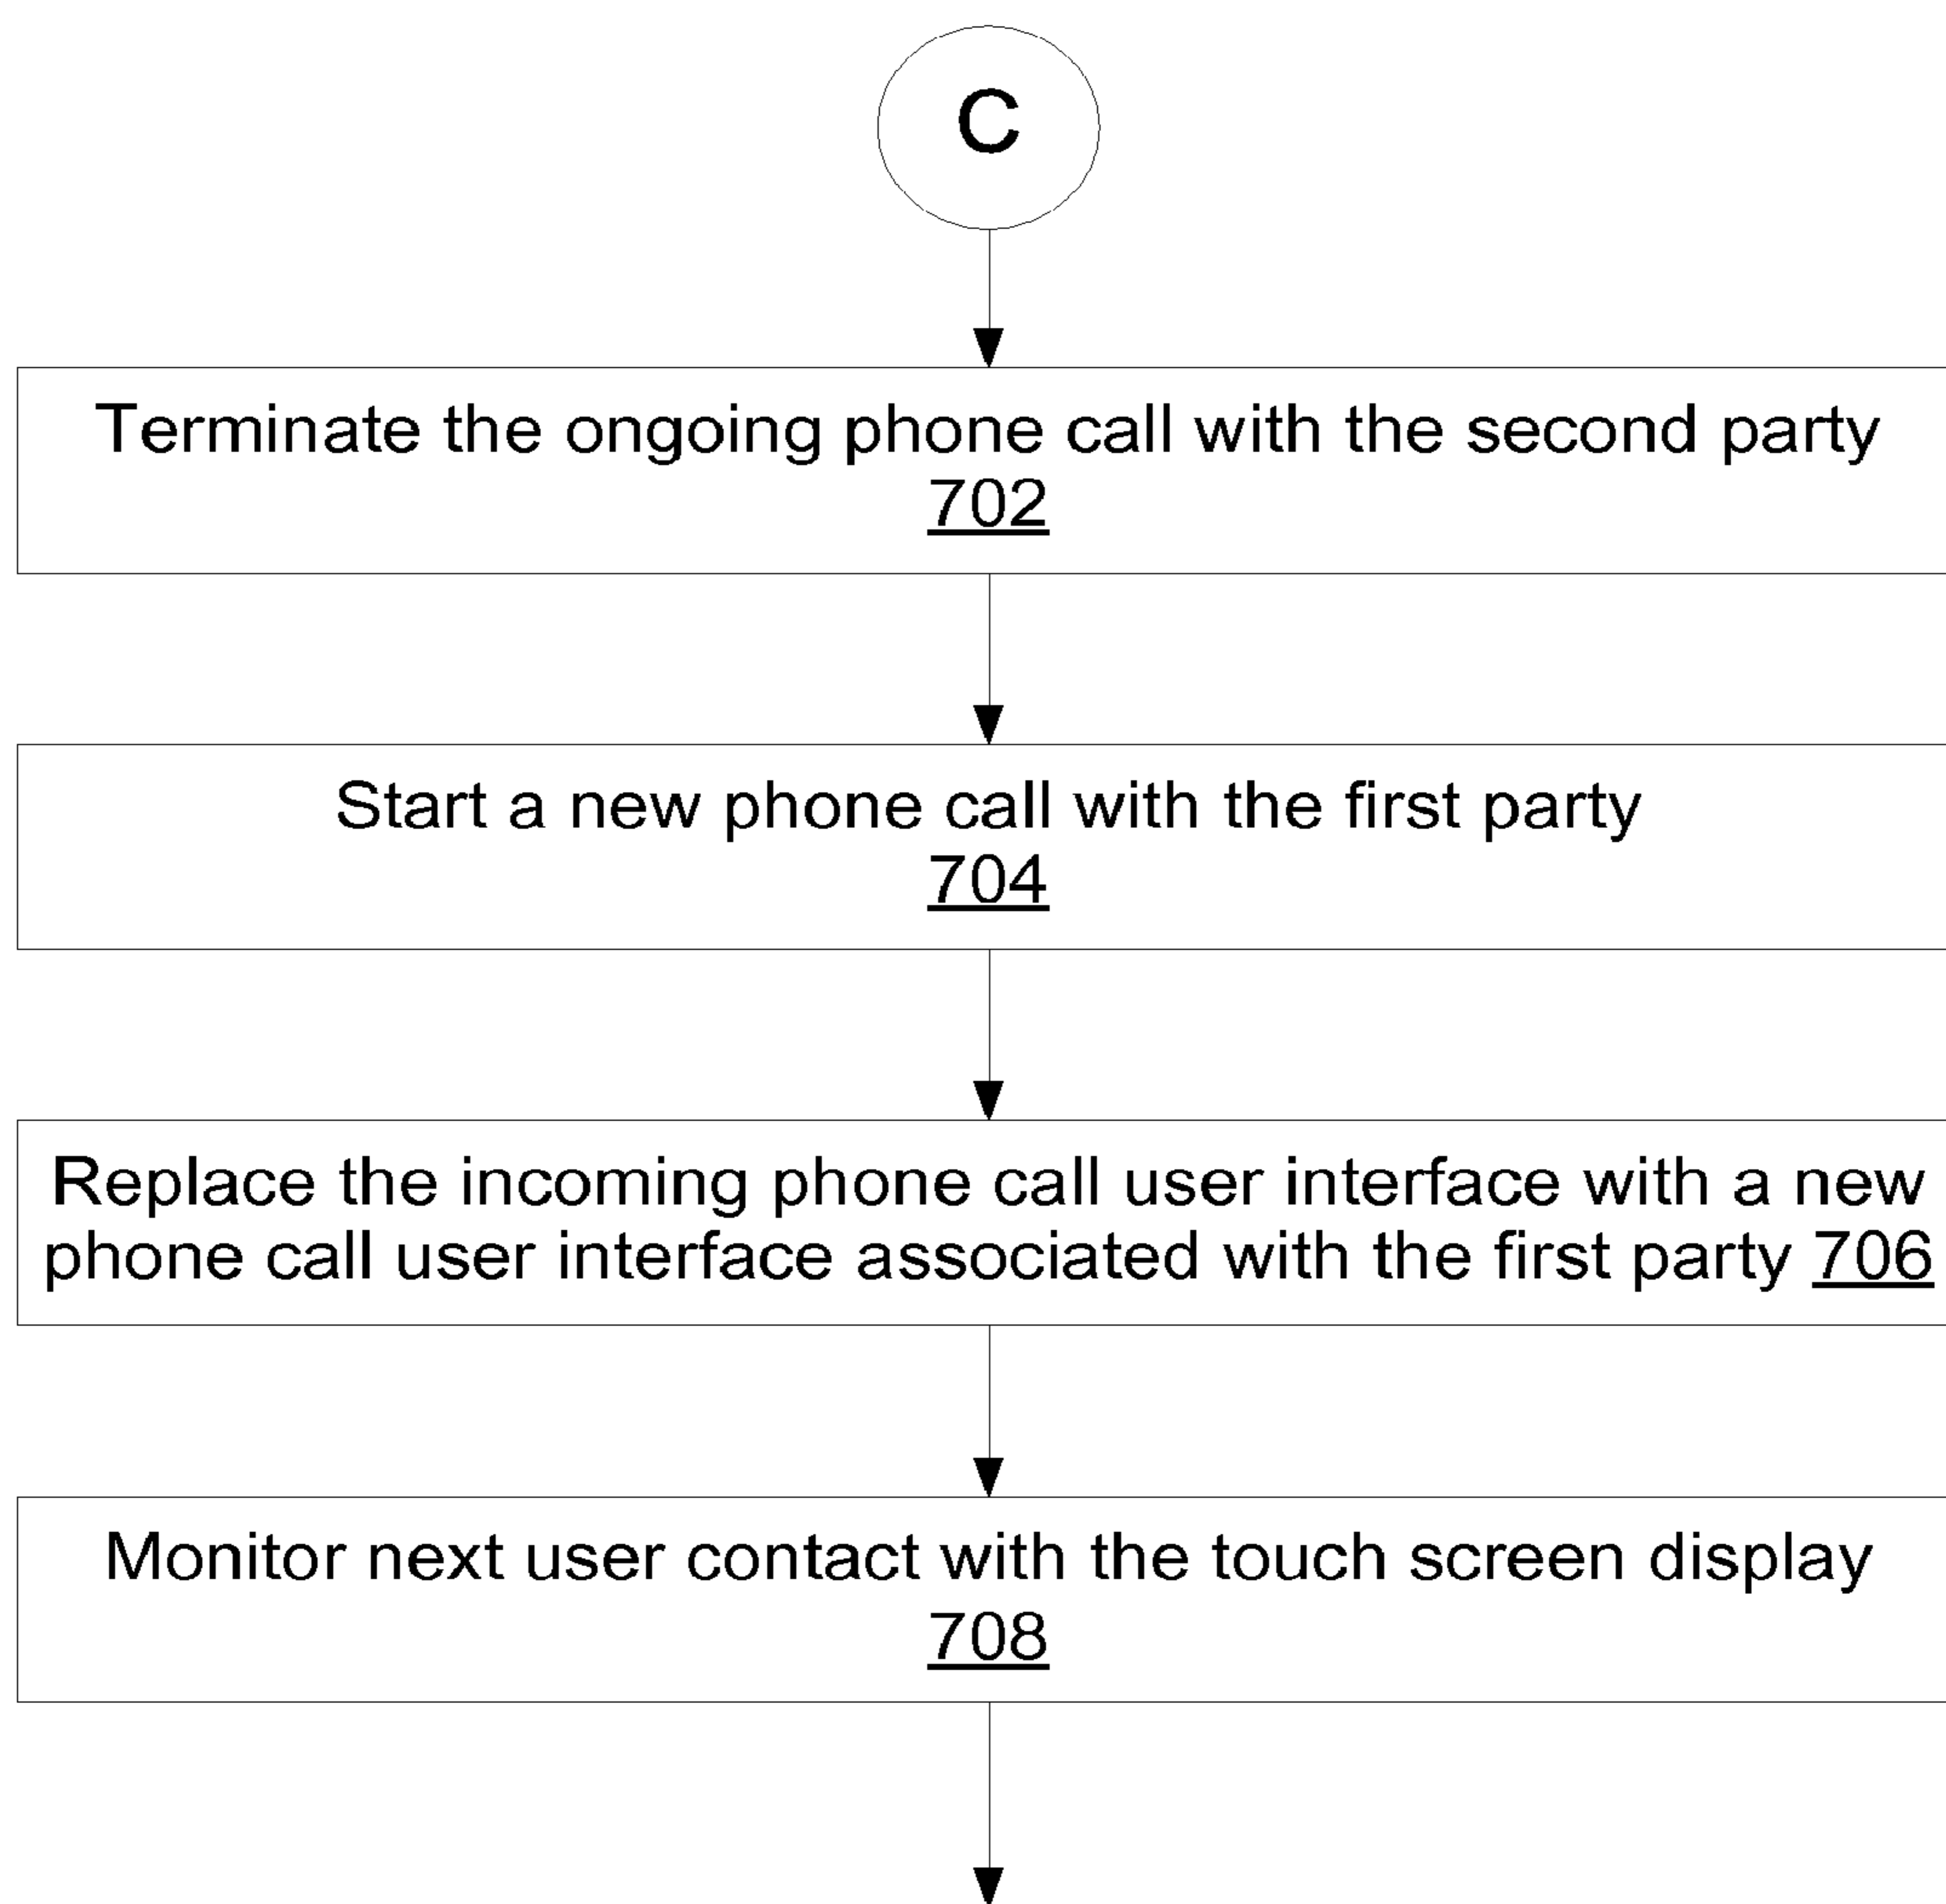 C
Terminate the ongoing phone call with the second party
702
Start a new phone call with the first party
704
Replace the incoming phone call user interface with a new
phone call user interface associated with the first party 706
Monitor next user contact with the touch screen display
708